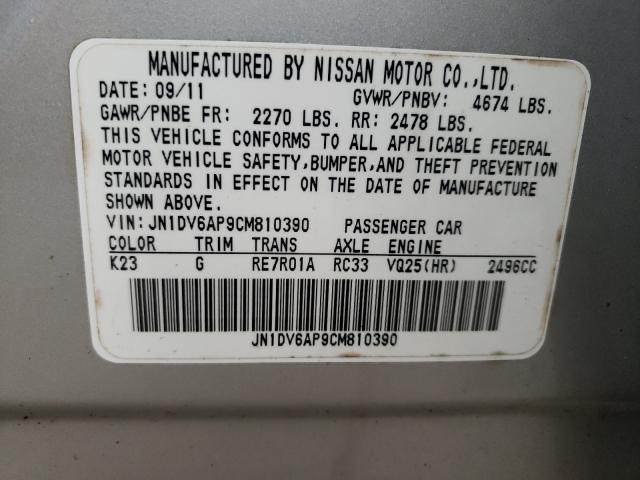 MANUFACTURED BY NISSAN MOTOR CO.,LTD.
DATE: 09/11 GVWR/PNBV: 4674 LBS.
GAWR/PNBE FR: 2270 LBS. RR: 2478 LBS.
THIS VEHICLE CONFORMS TO ALL APPLICABLE FEDERAL
MOTOR VEHICLE SAFETY,BUMPER,AND THEFT PREVENTION
STANDARDS IN EFFECT ON THE DATE OF MANUFACTURE
SHOWN ABOVE.
VIN: JN1DV6AP9CM810390 PASSENGER CAR
COLOR TRIM TRANS AXLE ENGINE
K23 G RE7R01A RC33 VQ25(HR) 2496CC
JN1DV6AP9CM810390